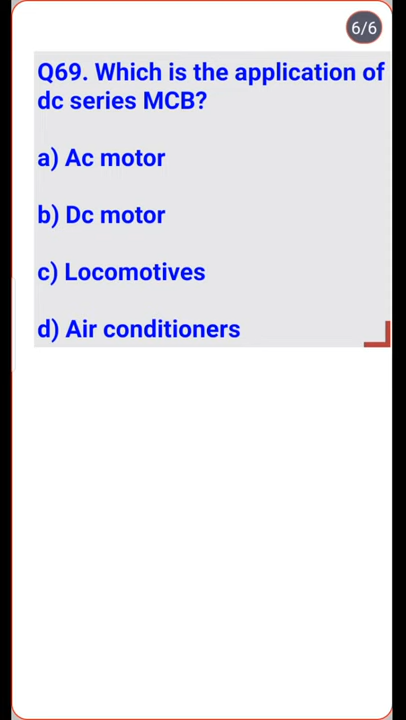 6/6
Q69. Which is the application of
dc series MCB?
a) Ac motor
b) Dc motor
c) Locomotives
d) Air conditioners